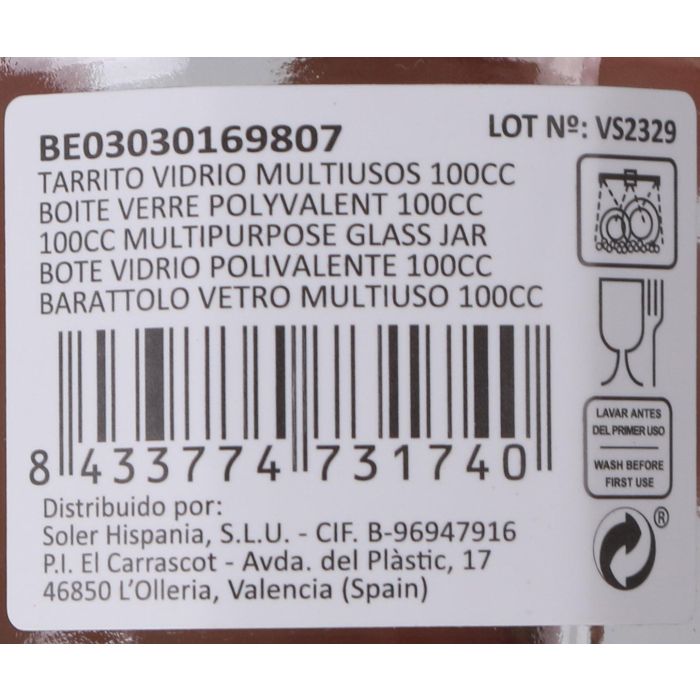 BE03030169807
LOT Nº: VS2329
TARRITO VIDRIO MULTIUSOS 100CC
BOITE VERRE POLYVALENT 100CC
100CC MULTIPURPOSE GLASS JAR
BOTE VIDRIO POLIVALENTE 100CC
BARATTOLO VETRO MULTIUSO 100CC
8 433774 731740
LAVAR ANTES
DEL PRIMER USO
WASH BEFORE
FIRST USE
®
Distribuido por:
Soler Hispania, S.L.U. - CIF. B-96947916
P.I. El Carrascot - Avda. del Plàstic, 17
46850 L'Olleria, Valencia (Spain)